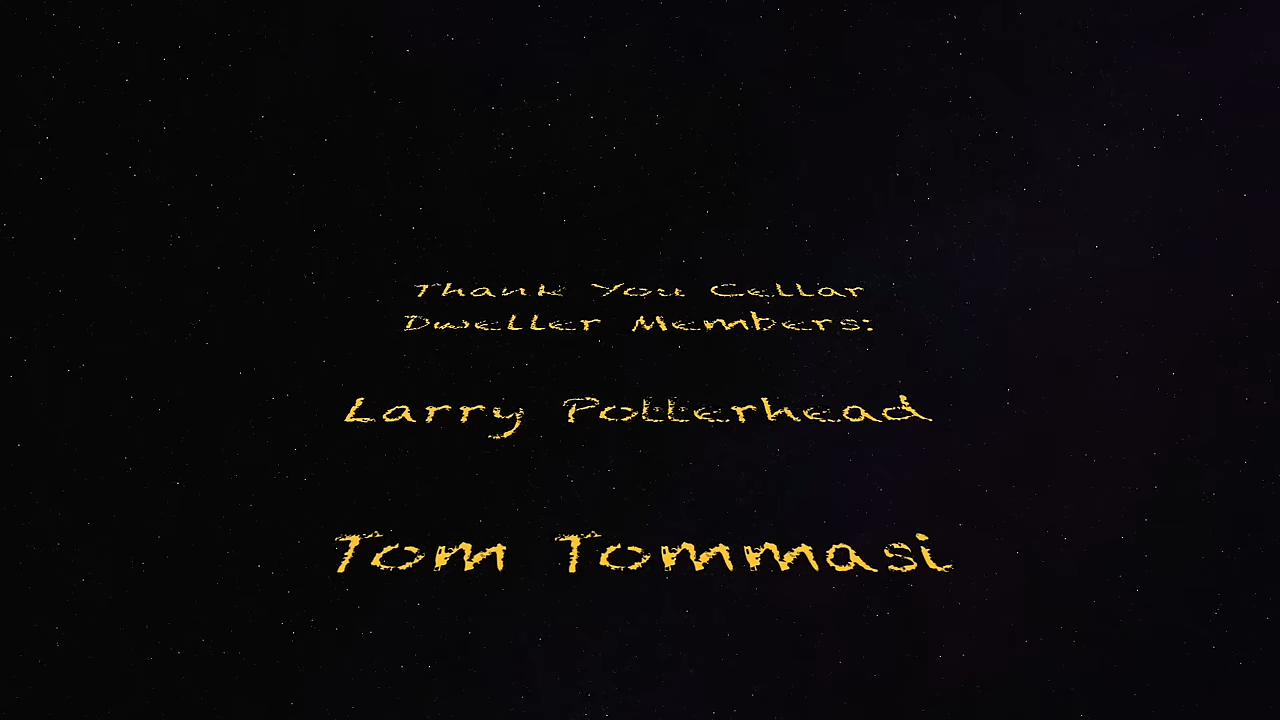 Thank You Cellar
Dweller Members:
Larry Potterhead
Tom Tommasi